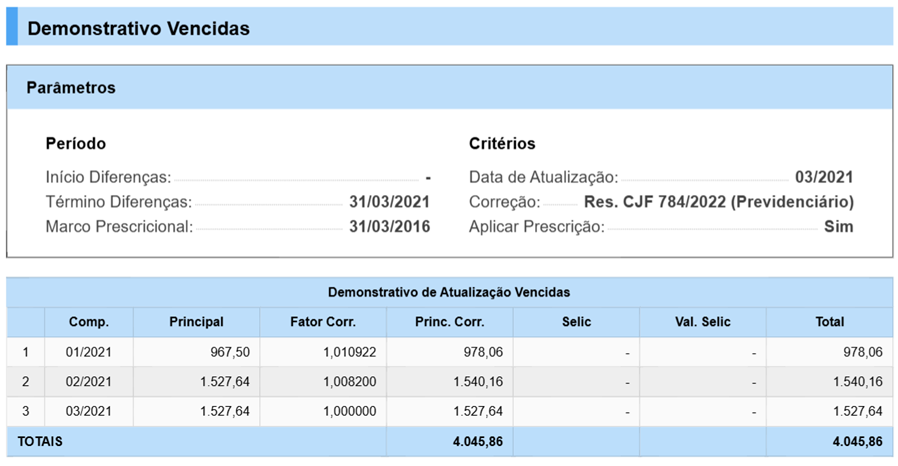 Demonstrativo Vencidas
Parâmetros
Período
Início Diferenças: -
Término Diferenças: 31/03/2021
Marco Prescricional: 31/03/2016
Critérios
Data de Atualização: 03/2021
Correção: Res. CJF 784/2022 (Previdenciário)
Aplicar Prescrição: Sim
Demonstrativo de Atualização Vencidas
Comp. Principal Fator Corr. Princ. Corr. Selic Val. Selic Total
1 01/2021 967,50 1,010922 978,06 - - 978,06
2 02/2021 1.527,64 1,008200 1.540,16 - - 1.540,16
3 03/2021 1.527,64 1,000000 1.527,64 - - 1.527,64
TOTAIS 4.045,86 4.045,86